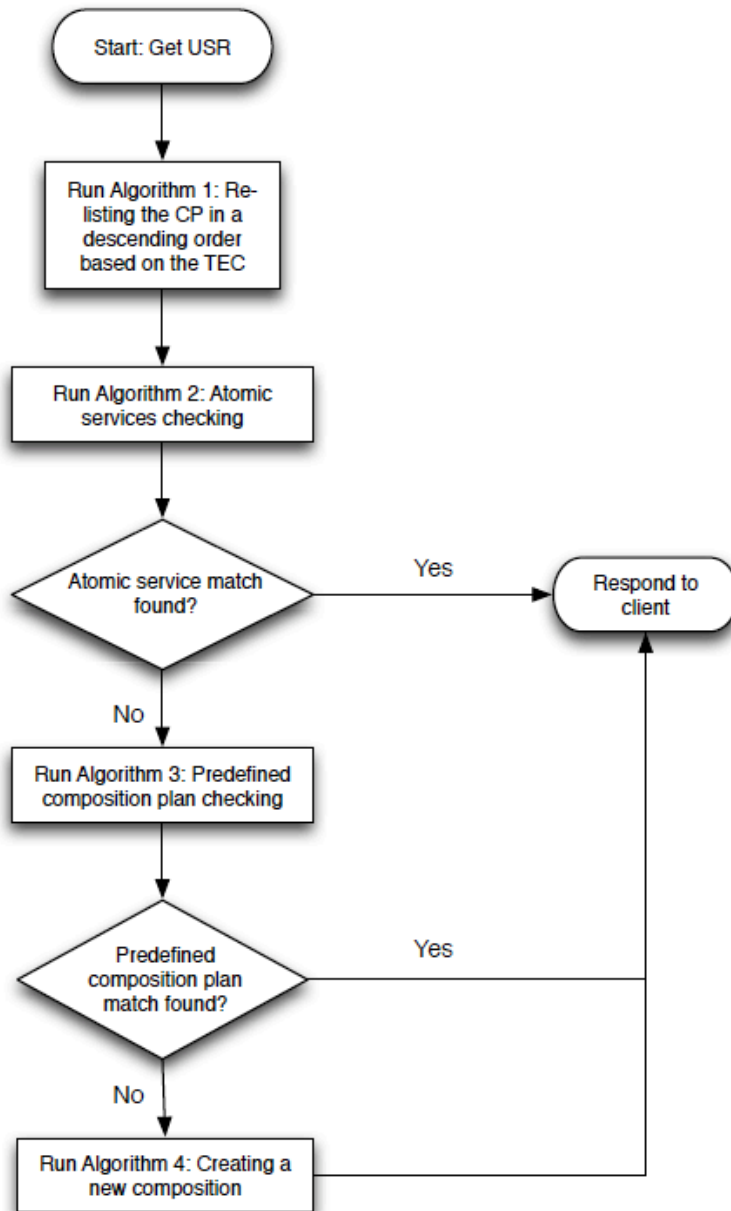 Start: Get USR
Run Algorithm 1: Re-
listing the CP in a
descending order
based on the TEC
Run Algorithm 2: Atomic
services checking
Atomic service match
found?
Yes
Respond to
client
No
Run Algorithm 3: Predefined
composition plan checking
Predefined
composition plan
match found?
Yes
No
Run Algorithm 4: Creating a
new composition